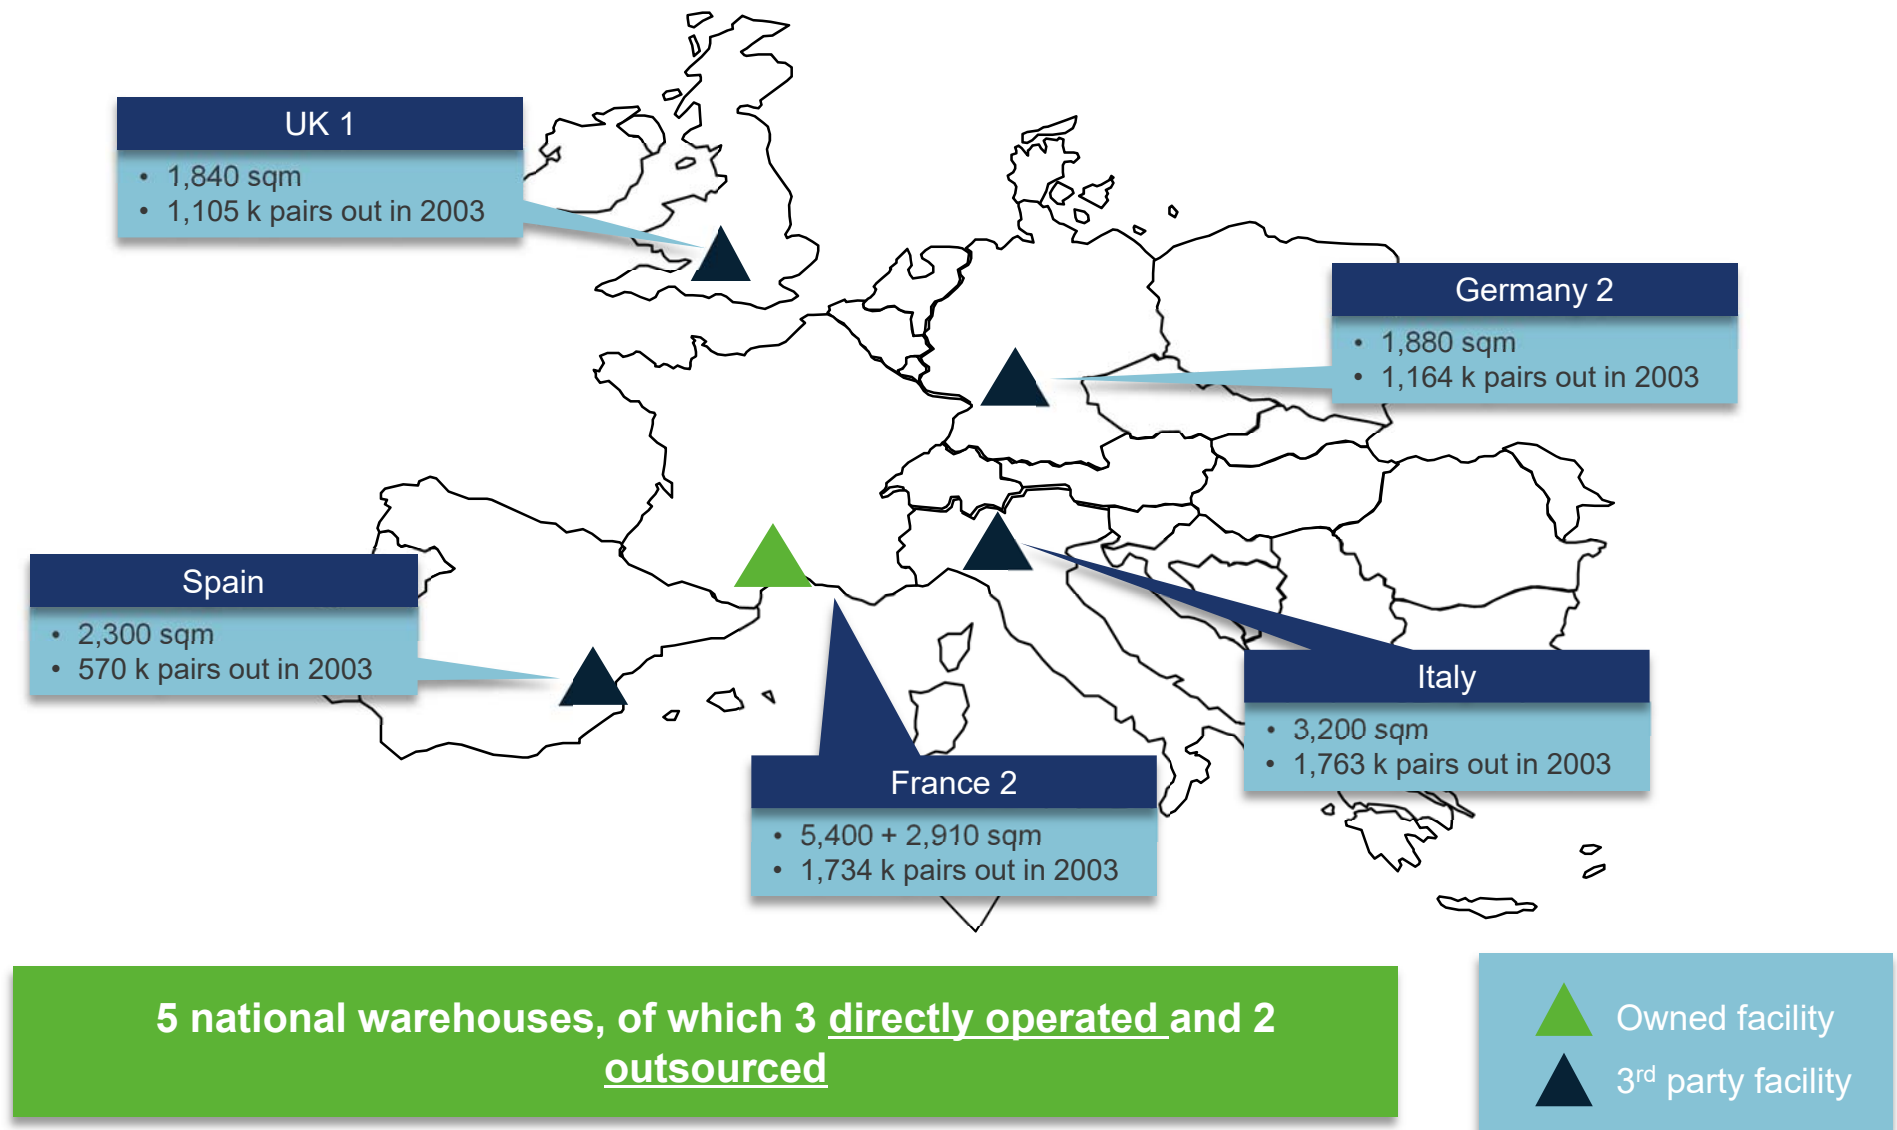 UK 1
• 1,840 sqm
• 1,105 k pairs out in 2003
Germany 2
• 1,880 sqm
• 1,164 k pairs out in 2003
Spain
• 2,300 sqm
• 570 k pairs out in 2003
Italy
• 3,200 sqm
• 1,763 k pairs out in 2003
France 2
• 5,400 + 2,910 sqm
• 1,734 k pairs out in 2003
5 national warehouses, of which 3 directly operated and 2
outsourced
Owned facility
3rd party facility